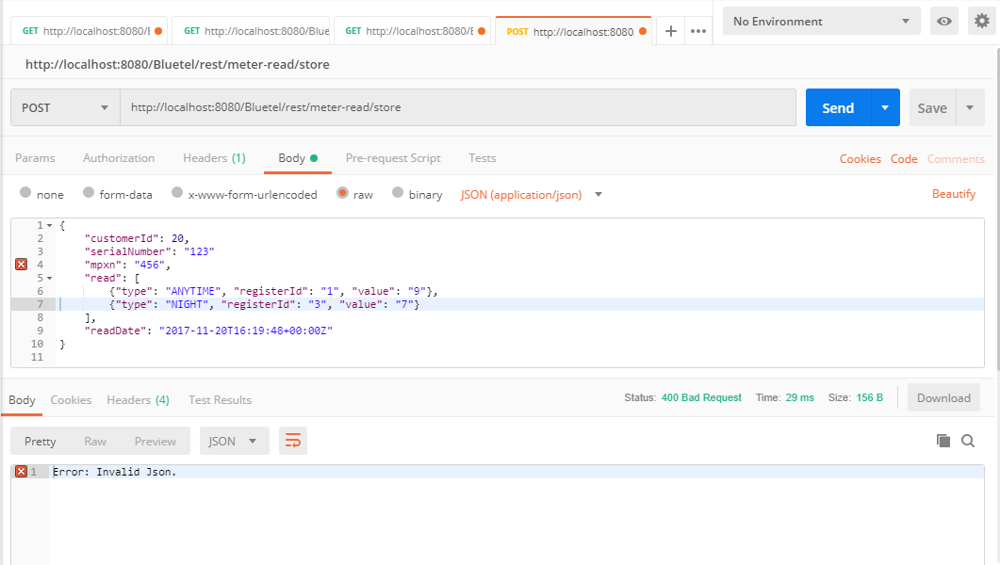 GET http://localhost:8080/E GET http://localhost:8080/Blue GET http://localhost:8080/E POST http://localhost:8080 + ••• No Environment
http://localhost:8080/Bluetel/rest/meter-read/store
POST http://localhost:8080/Bluetel/rest/meter-read/store Send Save
Params Authorization Headers (1) Body Pre-request Script Tests Cookies Code Comments
none form-data x-www-form-urlencoded raw binary JSON (application/json) Beautify
1 {
2 "customerId": 20,
3 "serialNumber": "123"
4 "mpxn": "456",
5 "read": [
6 {"type": "ANYTIME", "registerId": "1", "value": "9"},
7 {"type": "NIGHT", "registerId": "3", "value": "7"}
8 ],
9 "readDate": "2017-11-20T16:19:48+00:00Z"
10 }
11
Body Cookies Headers (4) Test Results Status: 400 Bad Request Time: 29 ms Size: 156 B Download
Pretty Raw Preview JSON
1 Error: Invalid Json.